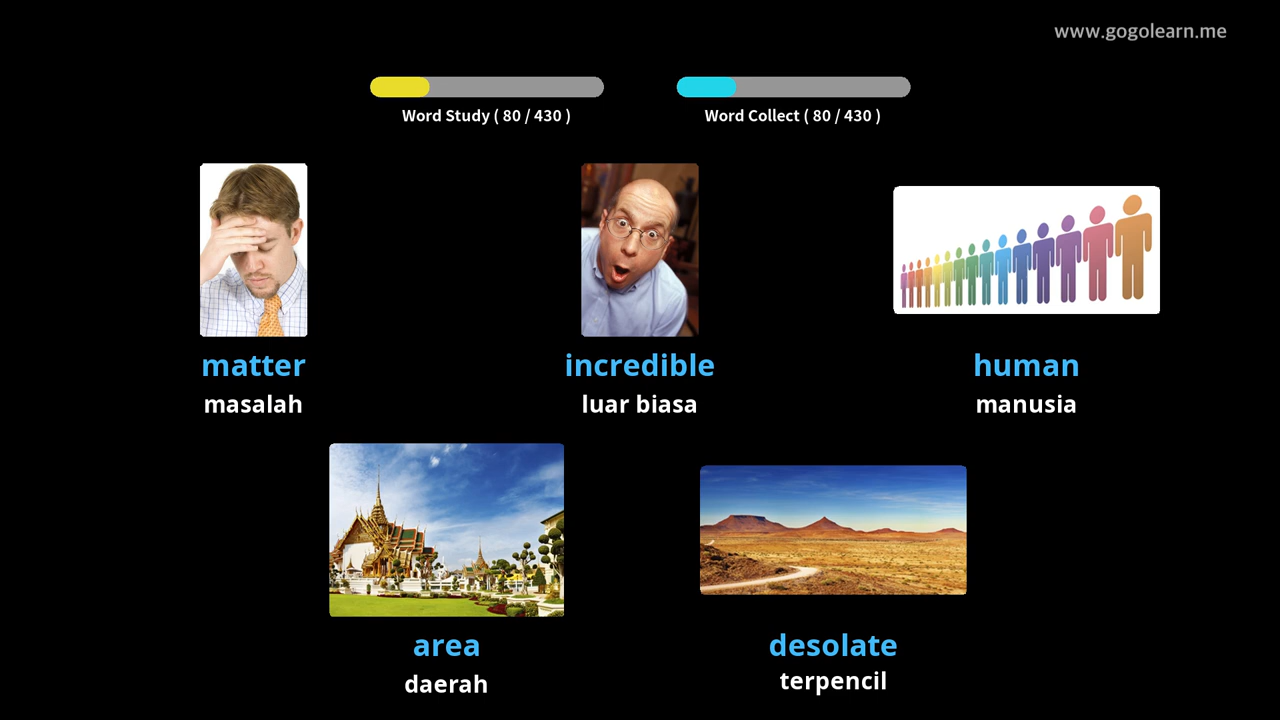 www.gogolearn.me
Word Study ( 80 / 430 )
Word Collect ( 80 / 430 )
matter
masalah
incredible
luar biasa
human
manusia
area
daerah
desolate
terpencil